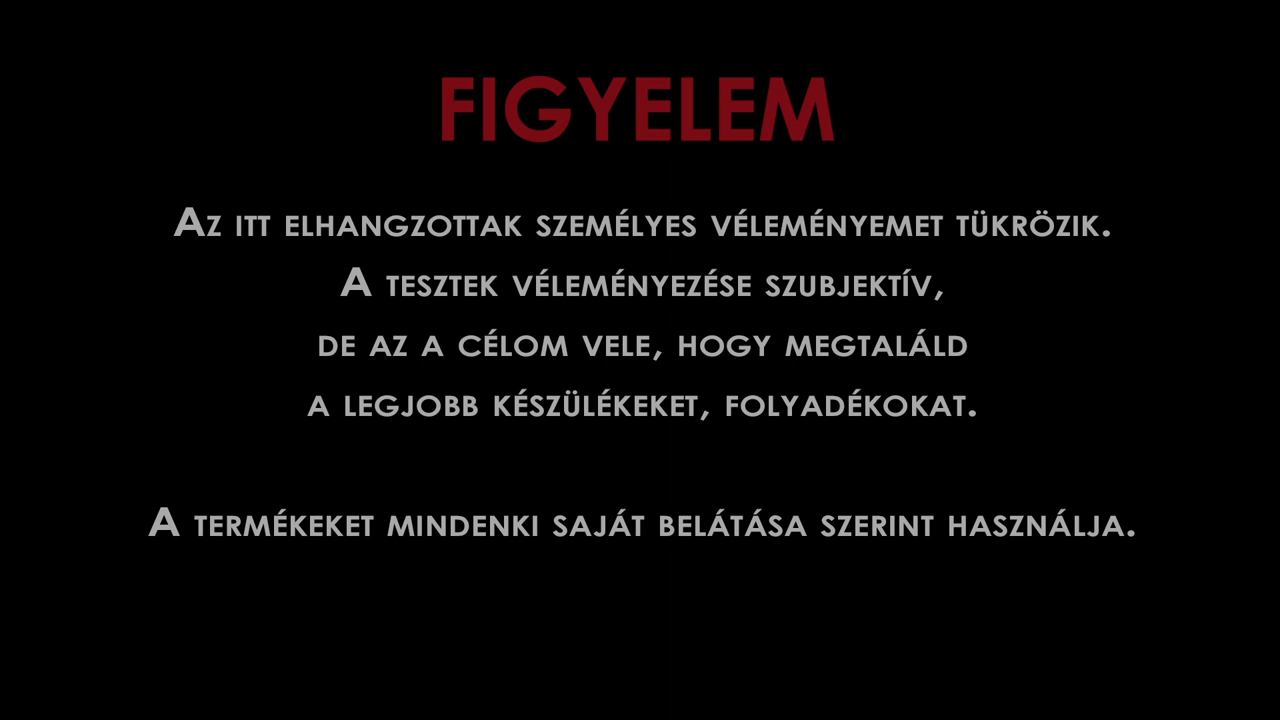 FIGYELEM
Az itt elhangzottak személyes véleményemet tükrözik.
A tesztek véleményezése szubjektív,
de az a célom vele, hogy megtaláld
a legjobb készülékeket, folyadékokat.
A termékeket mindenki saját belátása szerint használja.